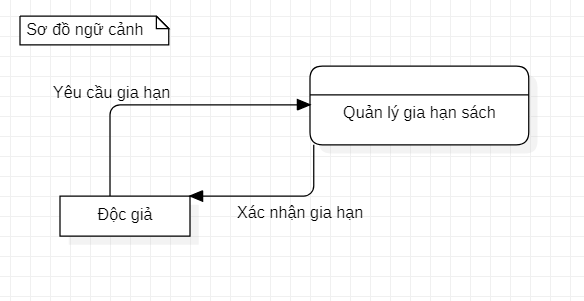 Sơ đồ ngữ cảnh
Yêu cầu gia hạn
Quản lý gia hạn sách
Độc giả
Xác nhận gia hạn